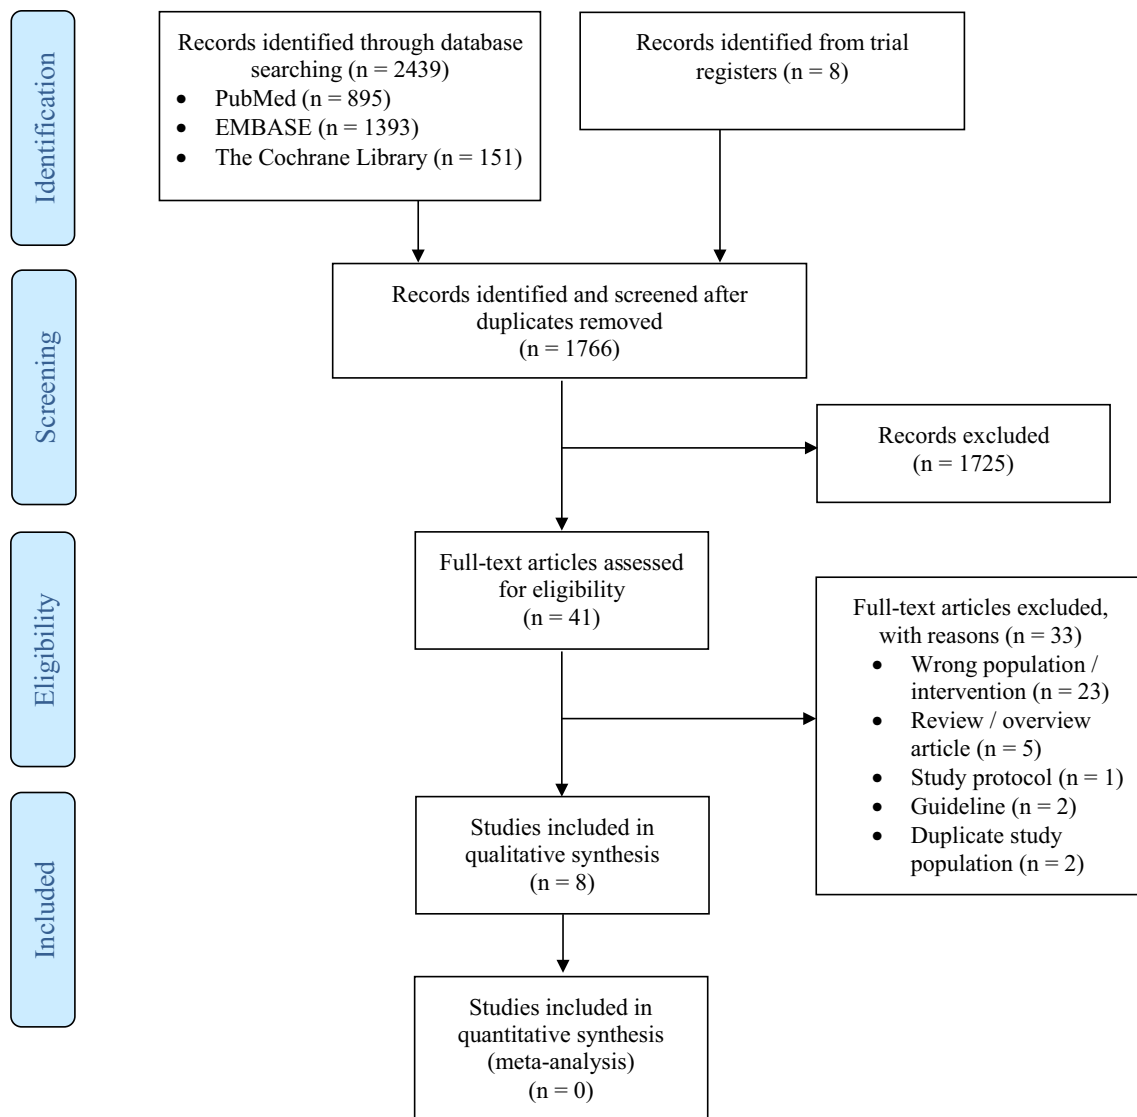 Identification
Records identified through database
searching (n = 2439)
• PubMed (n = 895)
• EMBASE (n = 1393)
• The Cochrane Library (n = 151)
Records identified from trial
registers (n = 8)
Screening
Records identified and screened after
duplicates removed
(n = 1766)
Records excluded
(n = 1725)
Eligibility
Full-text articles assessed
for eligibility
(n = 41)
Full-text articles excluded,
with reasons (n = 33)
• Wrong population /
intervention (n = 23)
• Review / overview
article (n = 5)
• Study protocol (n = 1)
• Guideline (n = 2)
• Duplicate study
population (n = 2)
Included
Studies included in
qualitative synthesis
(n = 8)
Studies included in
quantitative synthesis
(meta-analysis)
(n = 0)